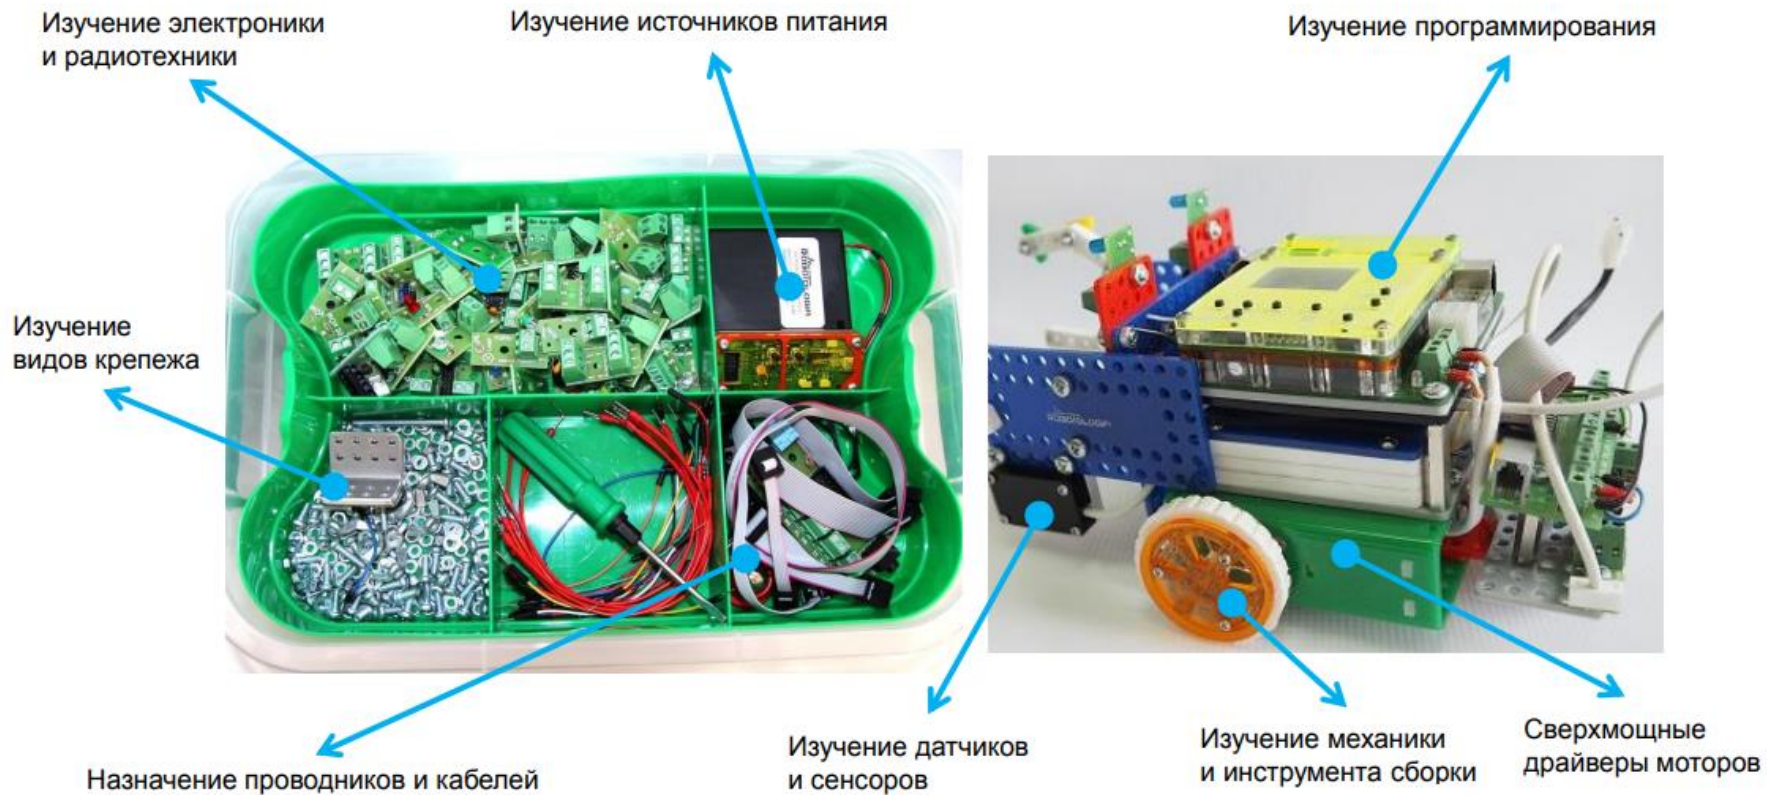 Изучение электроники
и радиотехники
Изучение источников питания
Изучение программирования
Изучение
видов крепежа
Назначение проводников и кабелей
Изучение датчиков
и сенсоров
Изучение механики
и инструмента сборки
Сверхмощные
драйверы моторов